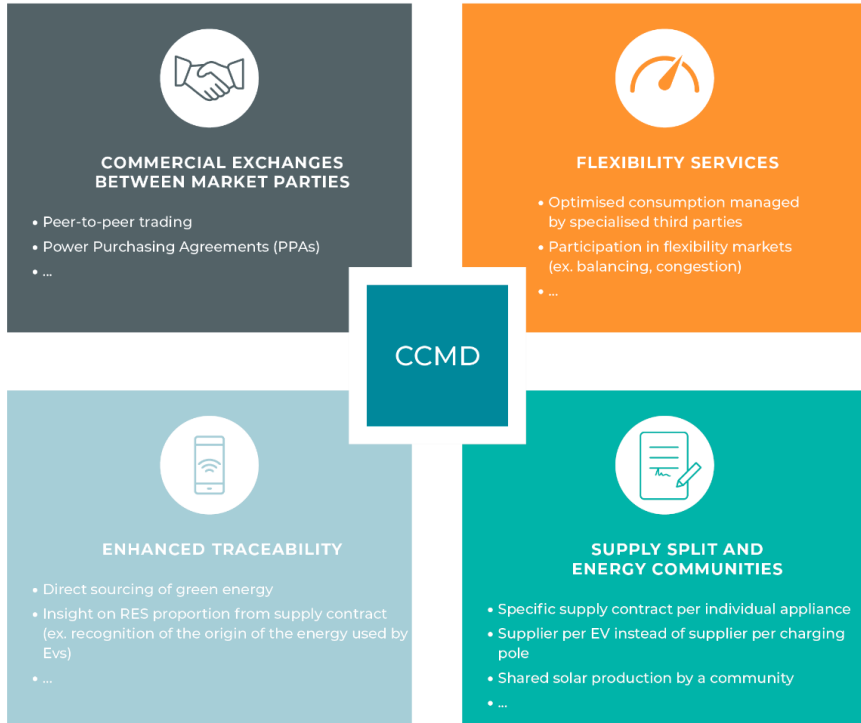 COMMERCIAL EXCHANGES
BETWEEN MARKET PARTIES
• Peer-to-peer trading
• Power Purchasing Agreements (PPAs)
• ...
FLEXIBILITY SERVICES
• Optimised consumption managed
by specialised third parties
• Participation in flexibility markets
(ex. balancing, congestion)
• ...
CCMD
ENHANCED TRACEABILITY
• Direct sourcing of green energy
• Insight on RES proportion from supply contract
(ex. recognition of the origin of the energy used by
Evs)
• ...
SUPPLY SPLIT AND
ENERGY COMMUNITIES
• Specific supply contract per individual appliance
• Supplier per EV instead of supplier per charging
pole
• Shared solar production by a community
• ...